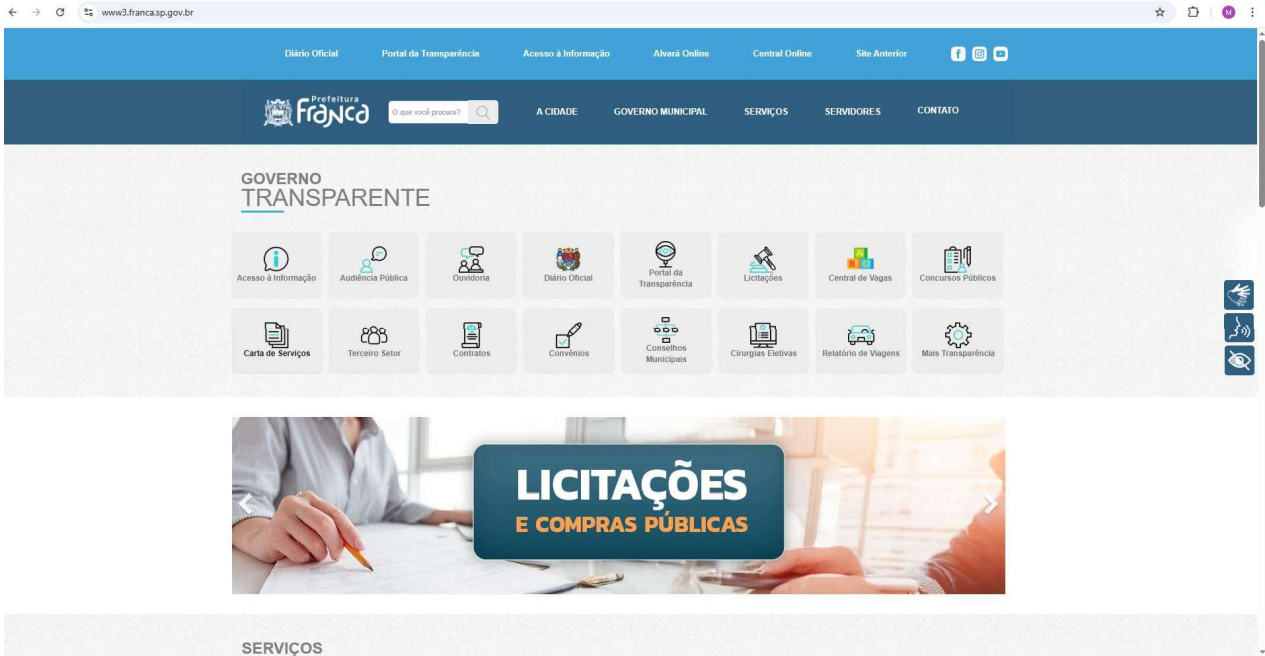 www3.franca.sp.gov.br
M
Diário Oficial Portal da Transparência Acesso à Informação Alvará Online Central Online Site Anterior
Prefeitura
Franca
O que você procura?
A CIDADE GOVERNO MUNICIPAL SERVIÇOS SERVIDORES CONTATO
GOVERNO
TRANSPARENTE
Acesso à Informação
Audiência Pública
Ouvidoria
Diário Oficial
Portal da
Transparência
Licitações
Central de Vagas
Concursos Públicos
Carta de Serviços
Terceiro Setor
Contratos
Convênios
Conselhos
Municipais
Cirurgias Eletivas
Relatório de Viagens
Mais Transparência
LICITAÇÕES
E COMPRAS PÚBLICAS
SERVIÇOS